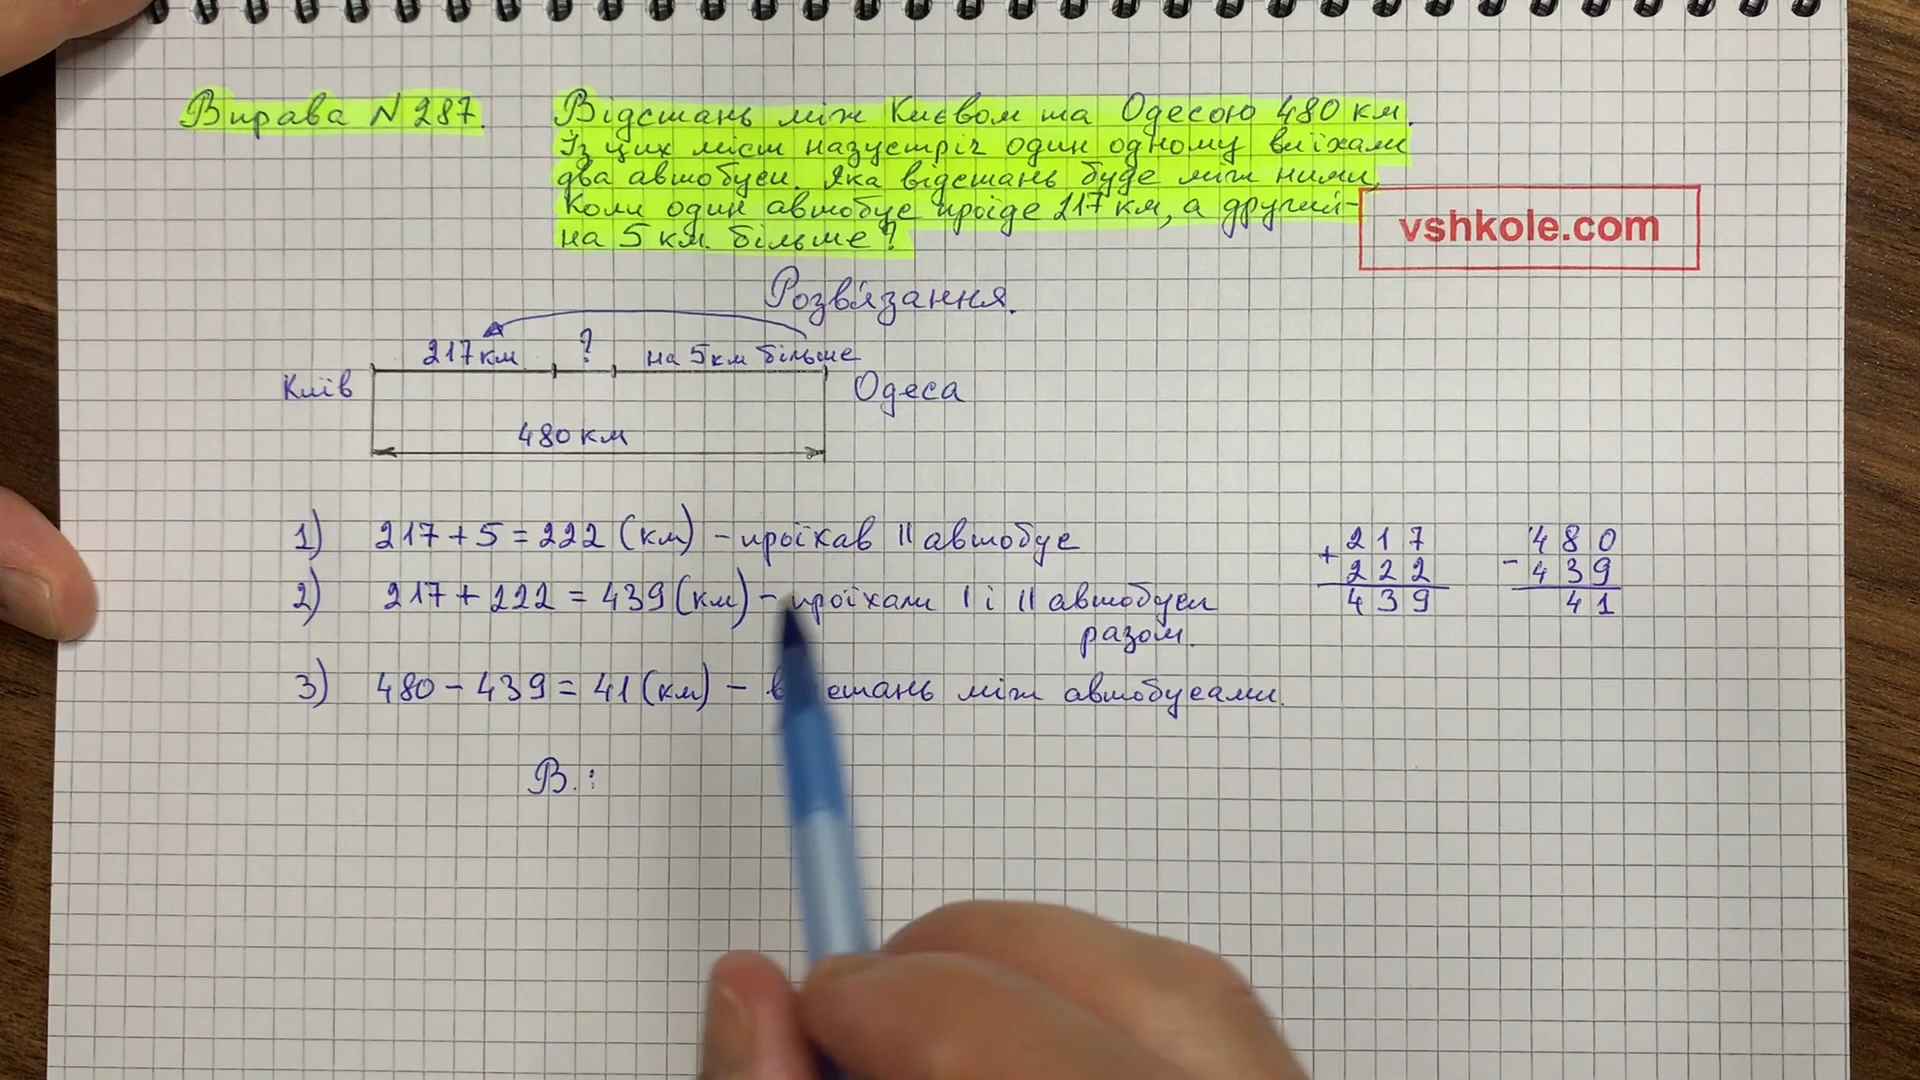 Вправа N 287.
Відстань між Києвом та Одесою 480 км.
Із цих міст назустріч один одному виїхали
два автобуси. Яка відстань буде між ними,
коли один автобус проїде 217 км, а другий -
на 5 км більше?
vshkole.com
Розв'язання.
217 км ? на 5 км більше
Київ Одеса
480 км
1) 217 + 5 = 222 (км) - проїхав II автобус
2) 217 + 222 = 439 (км) - проїхали I і II автобуси
разом.
3) 480 - 439 = 41 (км) - відстань між автобусами.
+ 217
222
439
- 480
439
41
В.: